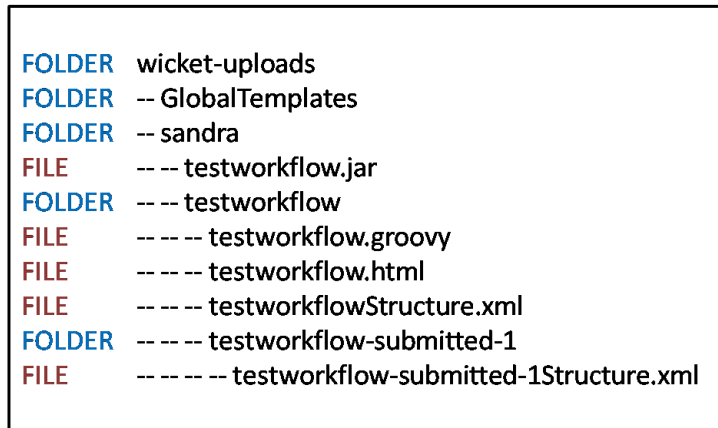 FOLDER wicket-uploads
FOLDER -- GlobalTemplates
FOLDER -- sandra
FILE -- -- testworkflow.jar
FOLDER -- -- testworkflow
FILE -- -- -- testworkflow.groovy
FILE -- -- -- testworkflow.html
FILE -- -- -- testworkflowStructure.xml
FOLDER -- -- -- testworkflow-submitted-1
FILE -- -- -- -- testworkflow-submitted-1Structure.xml